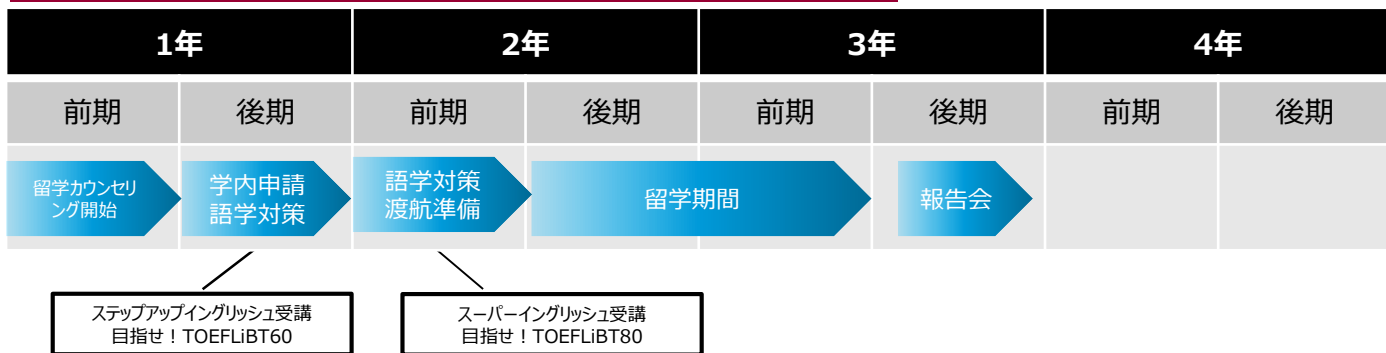 1年 2年 3年 4年
前期 後期 前期 後期 前期 後期 前期 後期
留学カウンセリ
ング開始
学内申請
語学対策
語学対策
渡航準備
留学期間
報告会
ステップアップイングリッシュ受講
目指せ！TOEFLiBT60
スーパーイングリッシュ受講
目指せ！TOEFLiBT80